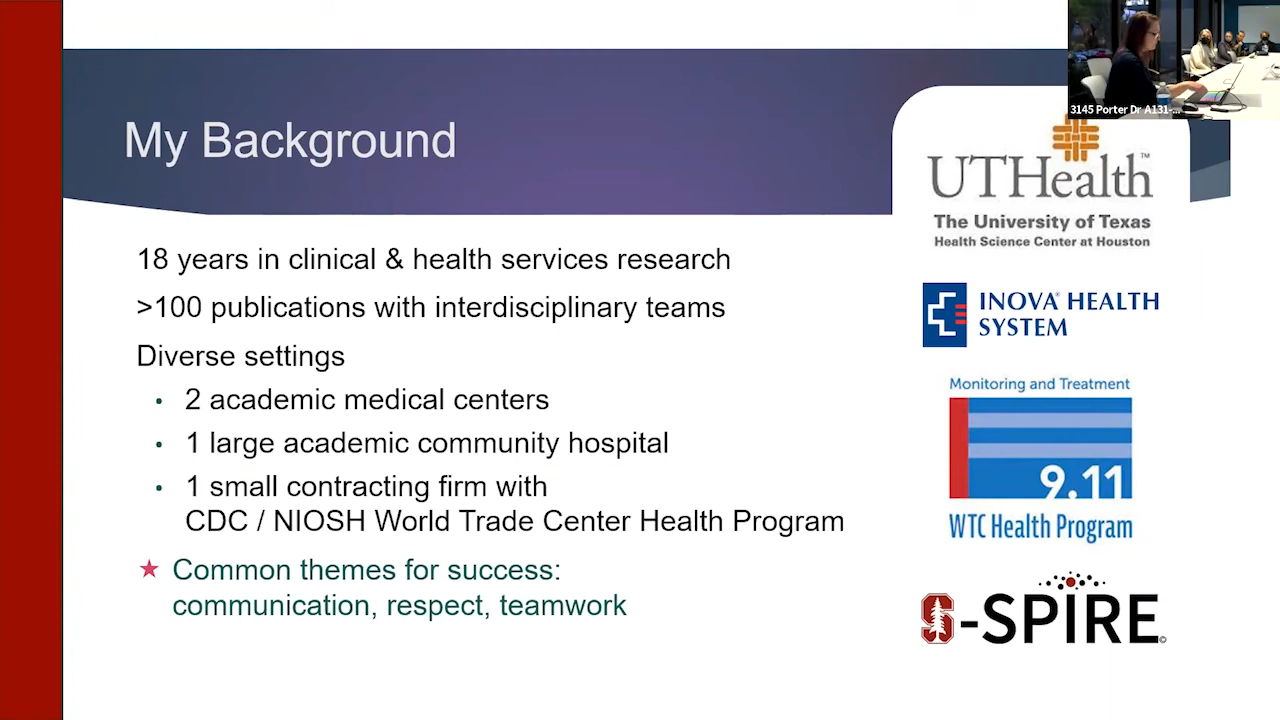 3145 Porter Dr A131-...
My Background
UTHealth™
The University of Texas
Health Science Center at Houston
18 years in clinical & health services research
>100 publications with interdisciplinary teams
INOVA® HEALTH
SYSTEM
Diverse settings
• 2 academic medical centers
• 1 large academic community hospital
• 1 small contracting firm with
CDC / NIOSH World Trade Center Health Program
Monitoring and Treatment
9.11
WTC Health Program
★ Common themes for success:
communication, respect, teamwork
S-SPIRE©